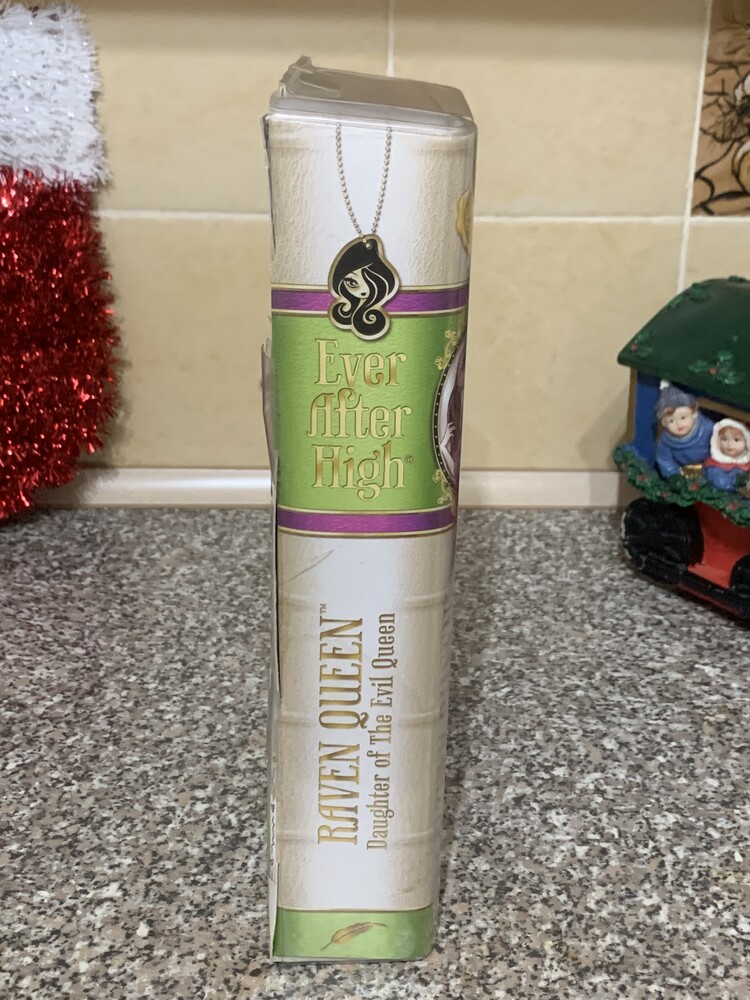 Ever
After
High®
RAVEN QUEEN™
Daughter of The Evil Queen